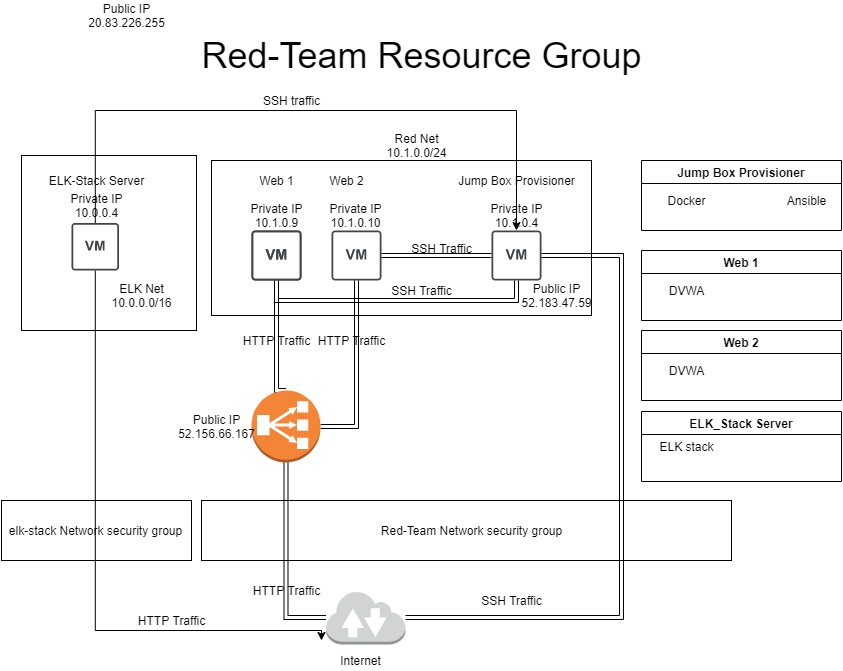 Public IP
20.83.226.255
Red-Team Resource Group
SSH traffic
Red Net
10.1.0.0/24
ELK-Stack Server
Private IP
10.0.0.4
VM
ELK Net
10.0.0.0/16
Web 1
Private IP
10.1.0.9
VM
Web 2
Private IP
10.1.0.10
VM
Jump Box Provisioner
Private IP
10.1.0.4
VM
SSH Traffic
SSH Traffic
Public IP
52.183.47.59
HTTP Traffic
HTTP Traffic
Public IP
52.156.66.167
Jump Box Provisioner
Docker Ansible
Web 1
DVWA
Web 2
DVWA
ELK_Stack Server
ELK stack
elk-stack Network security group
Red-Team Network security group
HTTP Traffic
SSH Traffic
HTTP Traffic
Internet